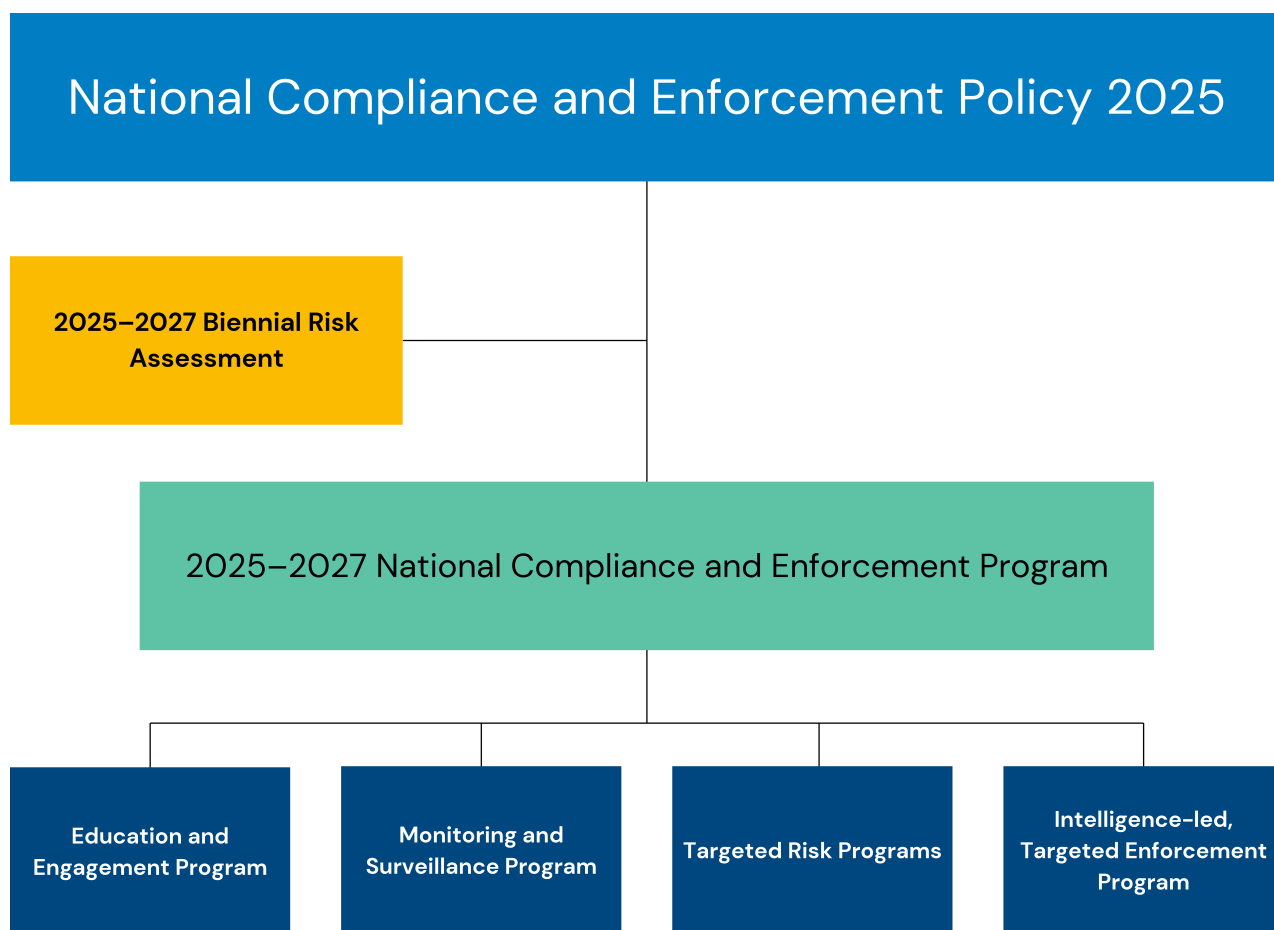 National Compliance and Enforcement Policy 2025
2025–2027 Biennial Risk
Assessment
2025–2027 National Compliance and Enforcement Program
Education and
Engagement Program
Monitoring and
Surveillance Program
Targeted Risk Programs
Intelligence-led,
Targeted Enforcement
Program